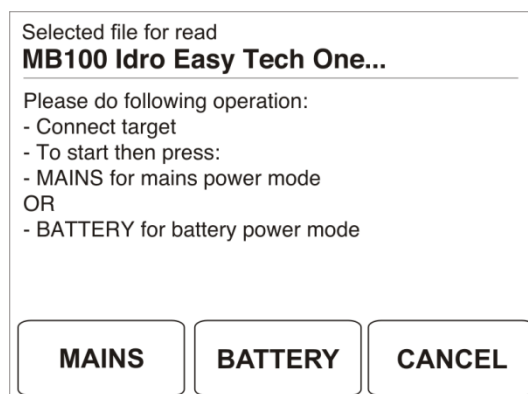 Selected file for read
MB100 Idro Easy Tech One...
Please do following operation:
- Connect target
- To start then press:
- MAINS for mains power mode
OR
- BATTERY for battery power mode
MAINS BATTERY CANCEL